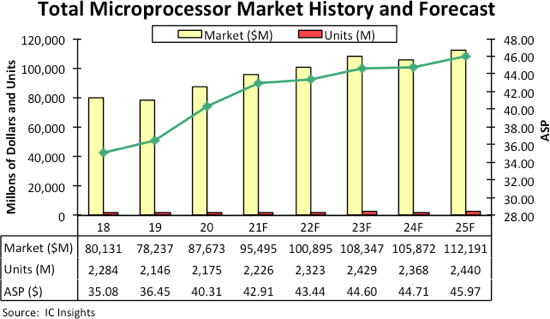 Total Microprocessor Market History and Forecast
Market ($M) Units (M)
Millons of Dollars and Units
120,000
100,000
80,000
60,000
40,000
20,000
0
48.00
46.00
44.00
42.00
40.00
38.00
36.00
34.00
32.00
30.00
28.00
ASP
18 19 20 21F 22F 23F 24F 25F
Market ($M) 80,131 78,237 87,673 95,495 100,895 108,347 105,872 112,191
Units (M) 2,284 2,146 2,175 2,226 2,323 2,429 2,368 2,440
ASP ($) 35.08 36.45 40.31 42.91 43.44 44.60 44.71 45.97
Source: IC Insights